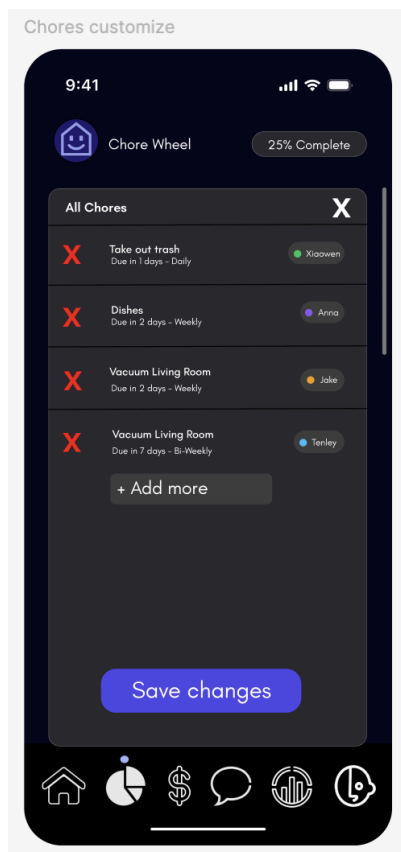 Chores customize
9:41
Chore Wheel
25% Complete
All Chores
X
X
Take out trash
Due in 1 days - Daily
Xiaowen
X
Dishes
Due in 2 days - Weekly
Anna
X
Vacuum Living Room
Due in 2 days - Weekly
Jake
X
Vacuum Living Room
Due in 7 days - Bi-Weekly
Tenley
+ Add more
Save changes
$